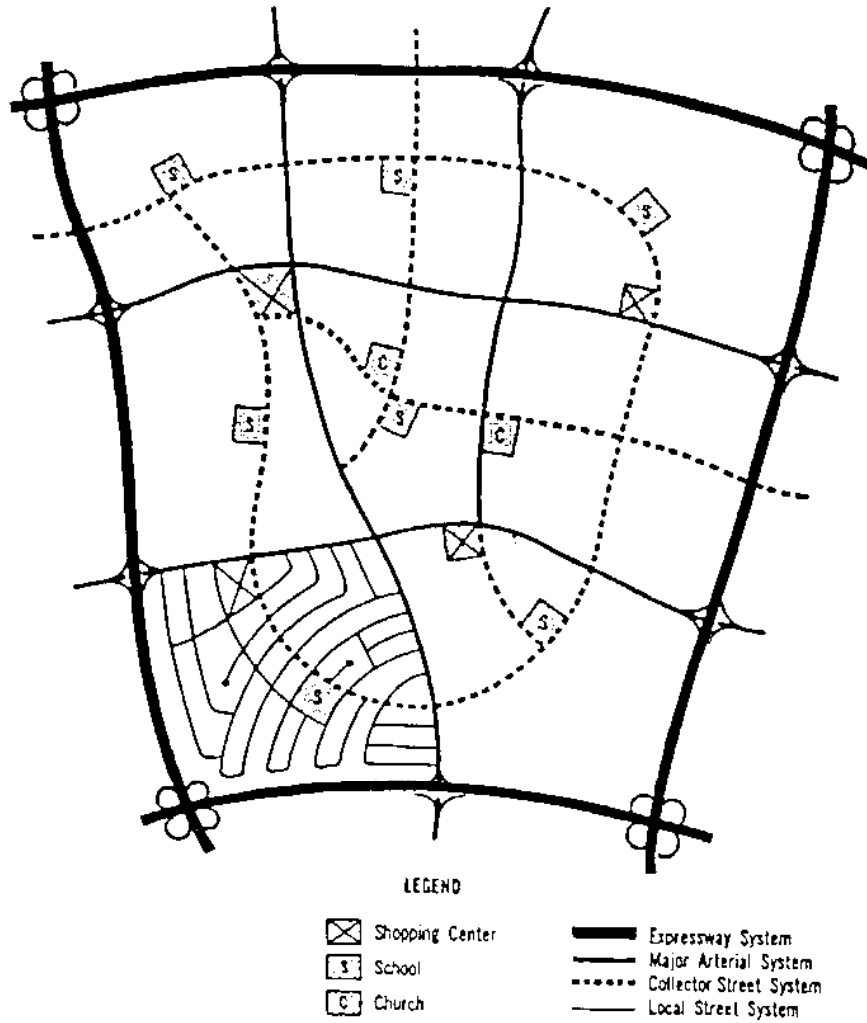 S
S
S
S
C
S
S
C
S
S
LEGEND
Shopping Center
S School
C Church
Expressway System
Major Arterial System
Collector Street System
Local Street System